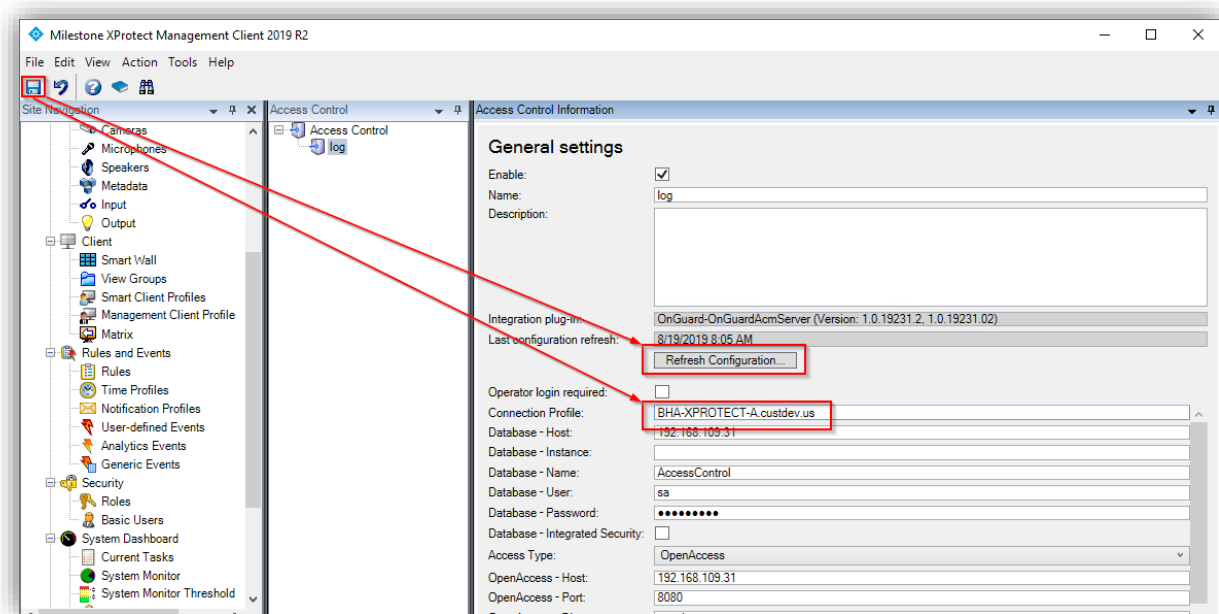 Milestone XProtect Management Client 2019 R2
File Edit View Action Tools Help
Site Navigation
Cameras
Microphones
Speakers
Metadata
Input
Output
Client
Smart Wall
View Groups
Smart Client Profiles
Management Client Profile
Matrix
Rules and Events
Rules
Time Profiles
Notification Profiles
User-defined Events
Analytics Events
Generic Events
Security
Roles
Basic Users
System Dashboard
Current Tasks
System Monitor
System Monitor Threshold
Access Control
Access Control
log
Access Control Information
General settings
Enable:
Name: log
Description:
Integration plug-in: OnGuard-OnGuardAcmServer (Version: 1.0.19231.2, 1.0.19231.02)
Last configuration refresh: 8/19/2019 8:05 AM
Refresh Configuration...
Operator login required:
Connection Profile: BHA-XPROTECT-A.custdev.us
Database - Host: 192.168.109.31
Database - Instance:
Database - Name: AccessControl
Database - User: sa
Database - Password: ●●●●●●●●●
Database - Integrated Security:
Access Type: OpenAccess
OpenAccess - Host: 192.168.109.31
OpenAccess - Port: 8080